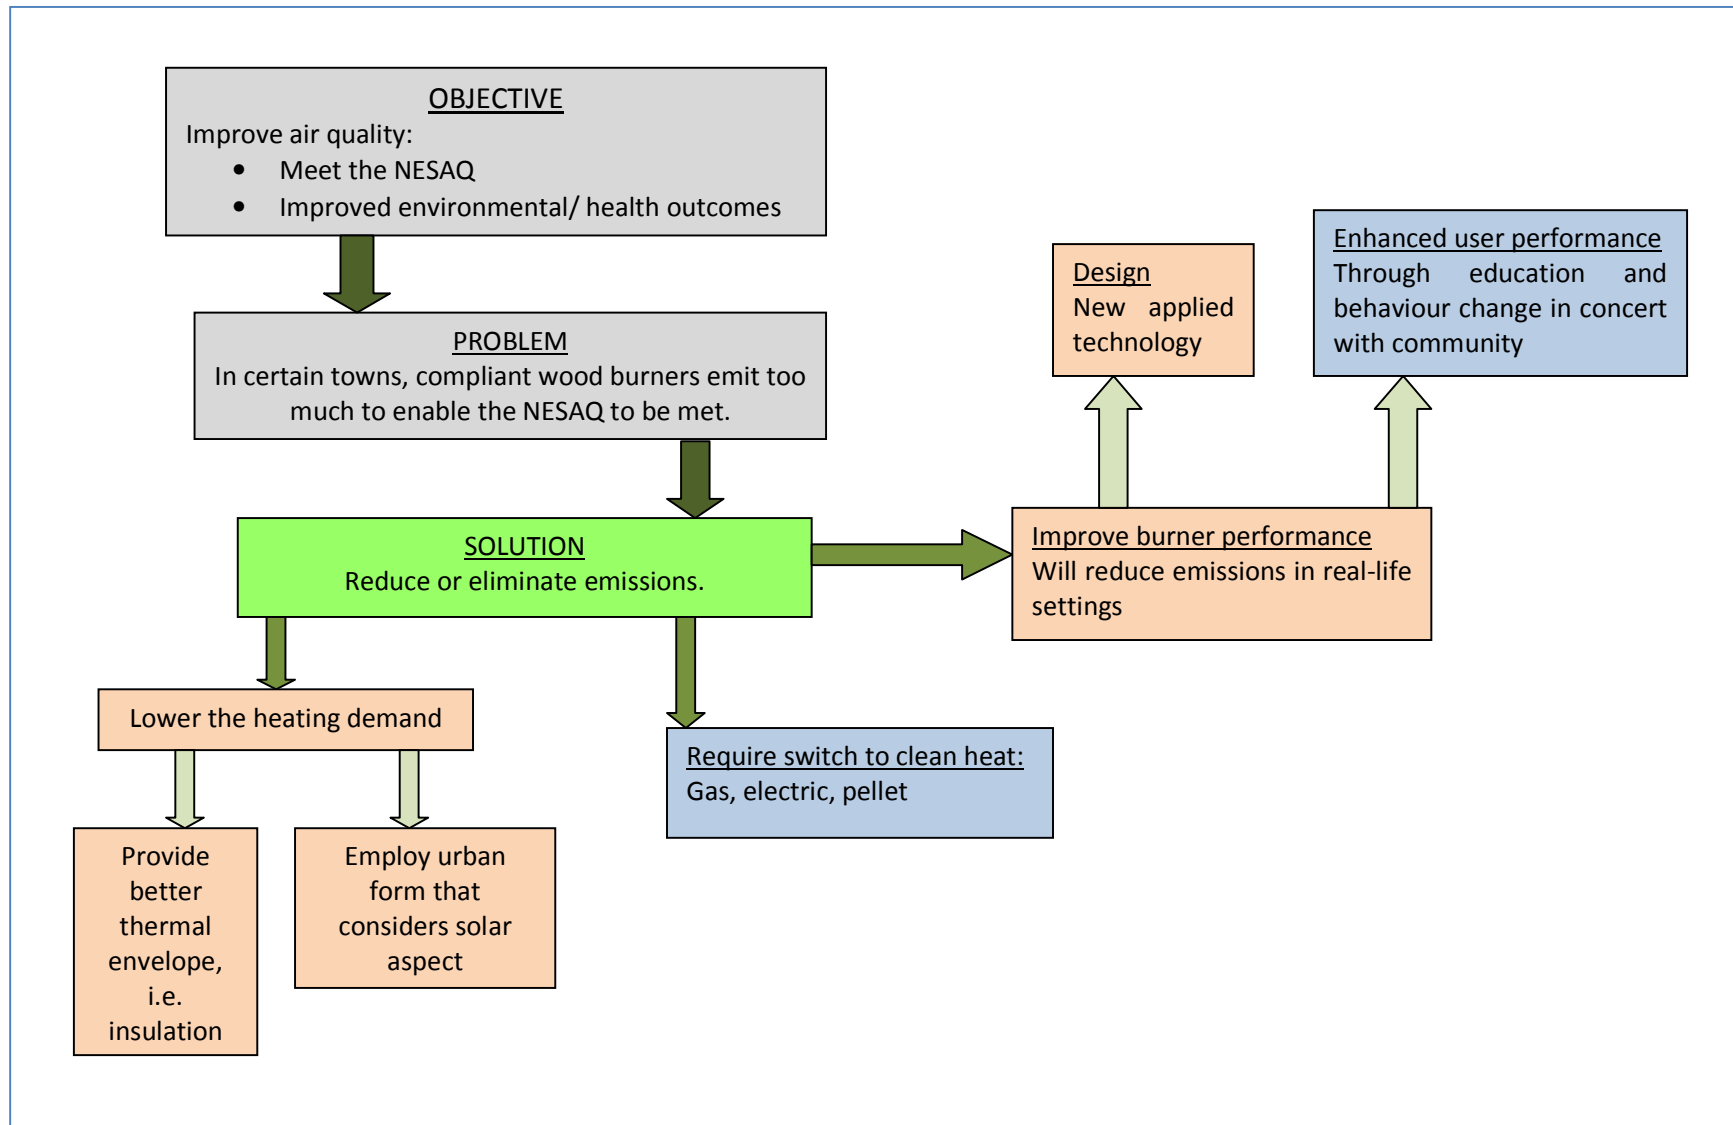 OBJECTIVE
Improve air quality:
• Meet the NESAQ
• Improved environmental/ health outcomes
PROBLEM
In certain towns, compliant wood burners emit too
much to enable the NESAQ to be met.
SOLUTION
Reduce or eliminate emissions.
Design
New applied
technology
Enhanced user performance
Through education and
behaviour change in concert
with community
Improve burner performance
Will reduce emissions in real-life
settings
Lower the heating demand
Require switch to clean heat:
Gas, electric, pellet
Provide
better
thermal
envelope,
i.e.
insulation
Employ urban
form that
considers solar
aspect